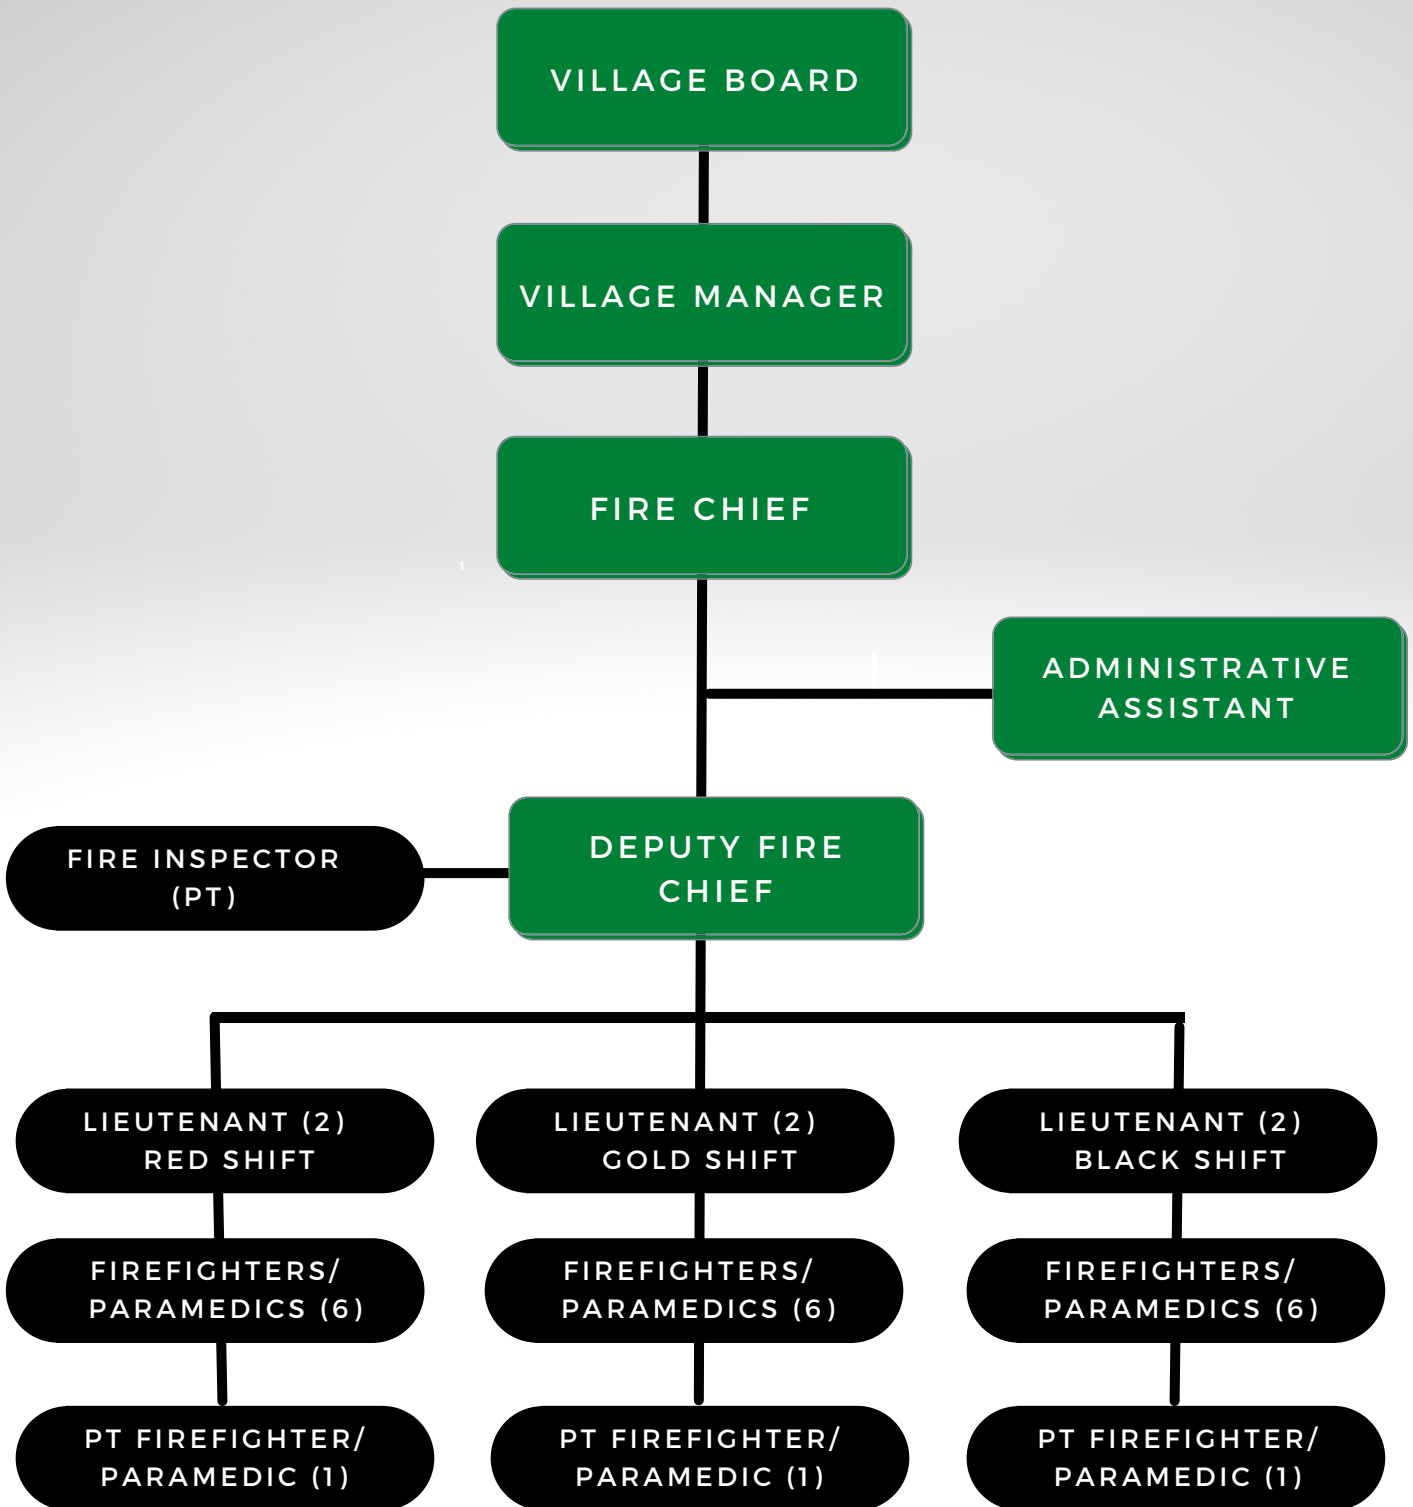 VILLAGE BOARD
VILLAGE MANAGER
FIRE CHIEF
1
ADMINISTRATIVE
ASSISTANT
FIRE INSPECTOR
(PT)
DEPUTY FIRE
CHIEF
LIEUTENANT (2)
RED SHIFT
LIEUTENANT (2)
GOLD SHIFT
LIEUTENANT (2)
BLACK SHIFT
FIREFIGHTERS/
PARAMEDICS (6)
FIREFIGHTERS/
PARAMEDICS (6)
FIREFIGHTERS/
PARAMEDICS (6)
PT FIREFIGHTER/
PARAMEDIC (1)
PT FIREFIGHTER/
PARAMEDIC (1)
PT FIREFIGHTER/
PARAMEDIC (1)